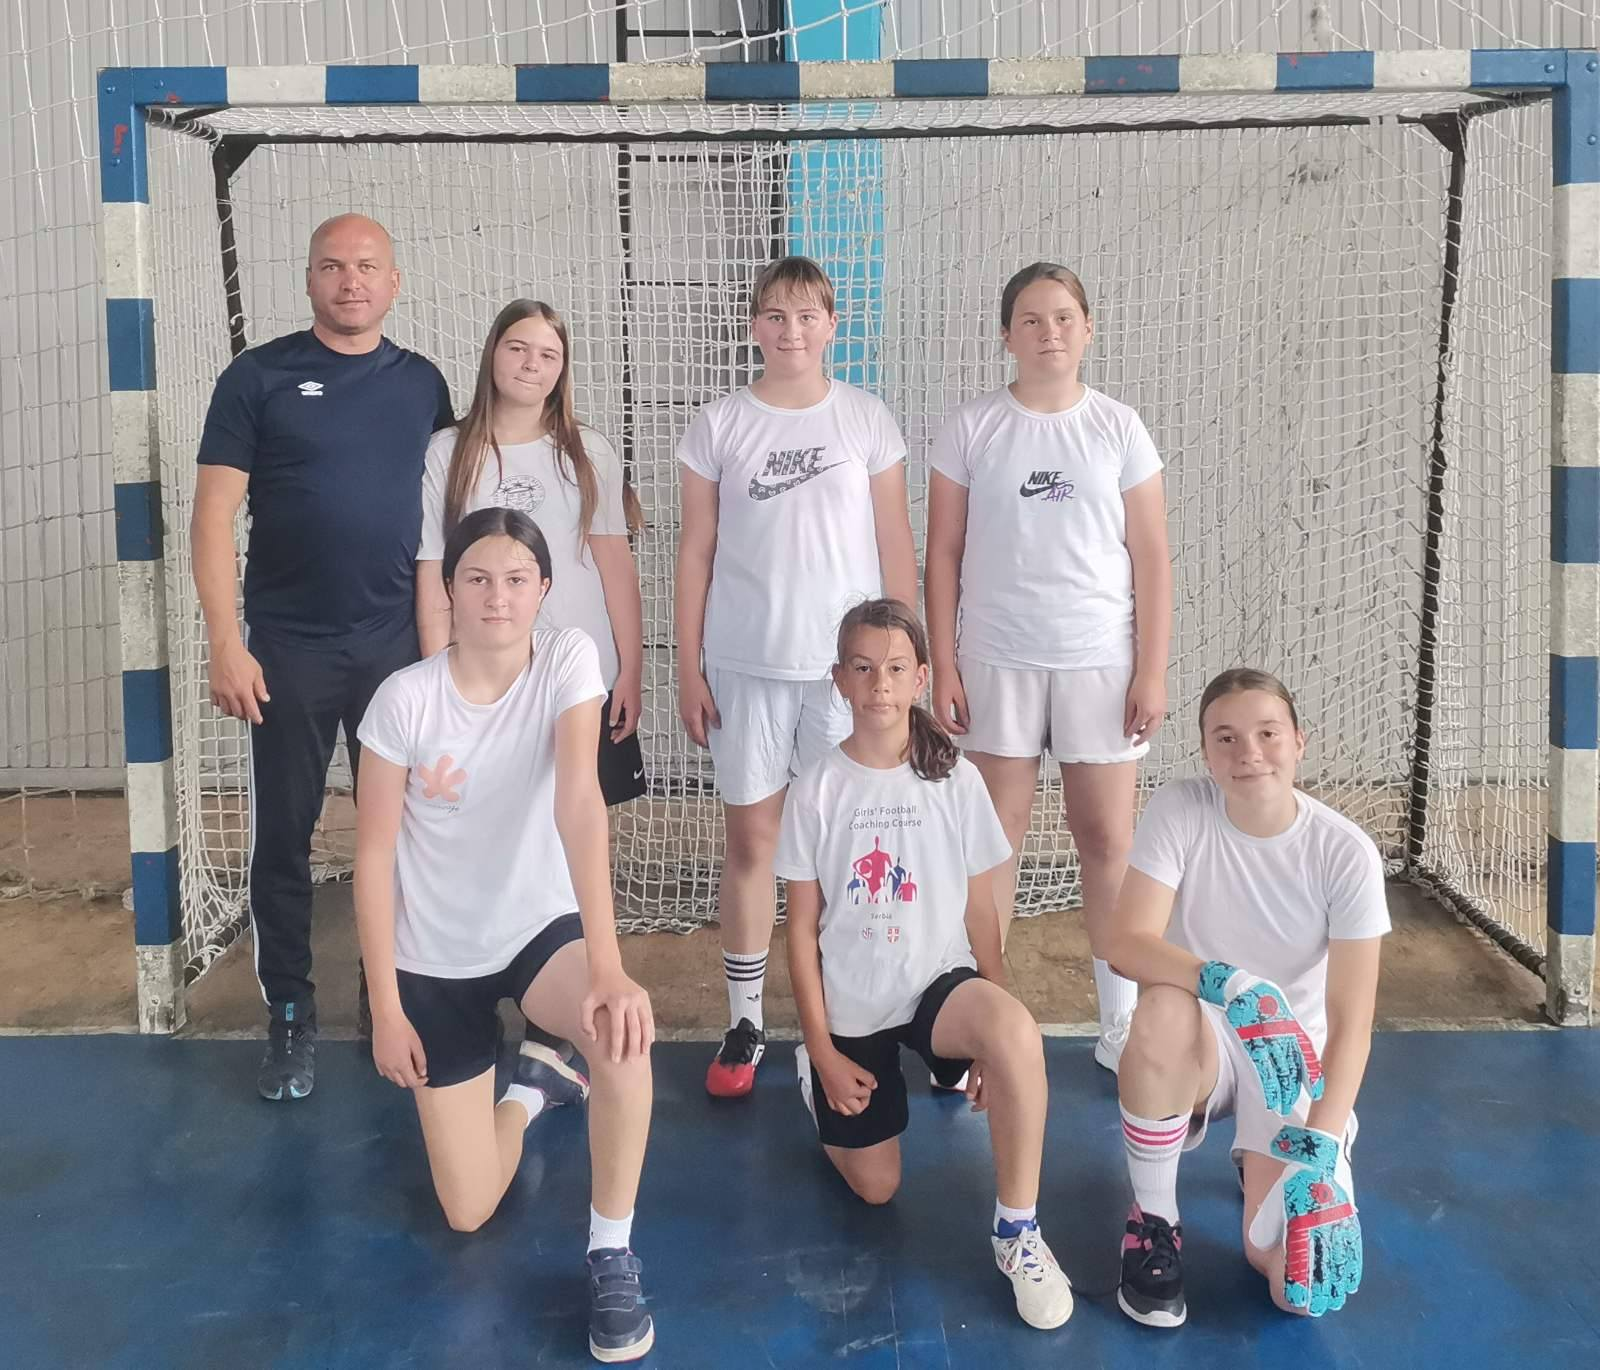 umbro
NIKE
NIKE
AIR
Girls' Football
Coaching Course
Serbia